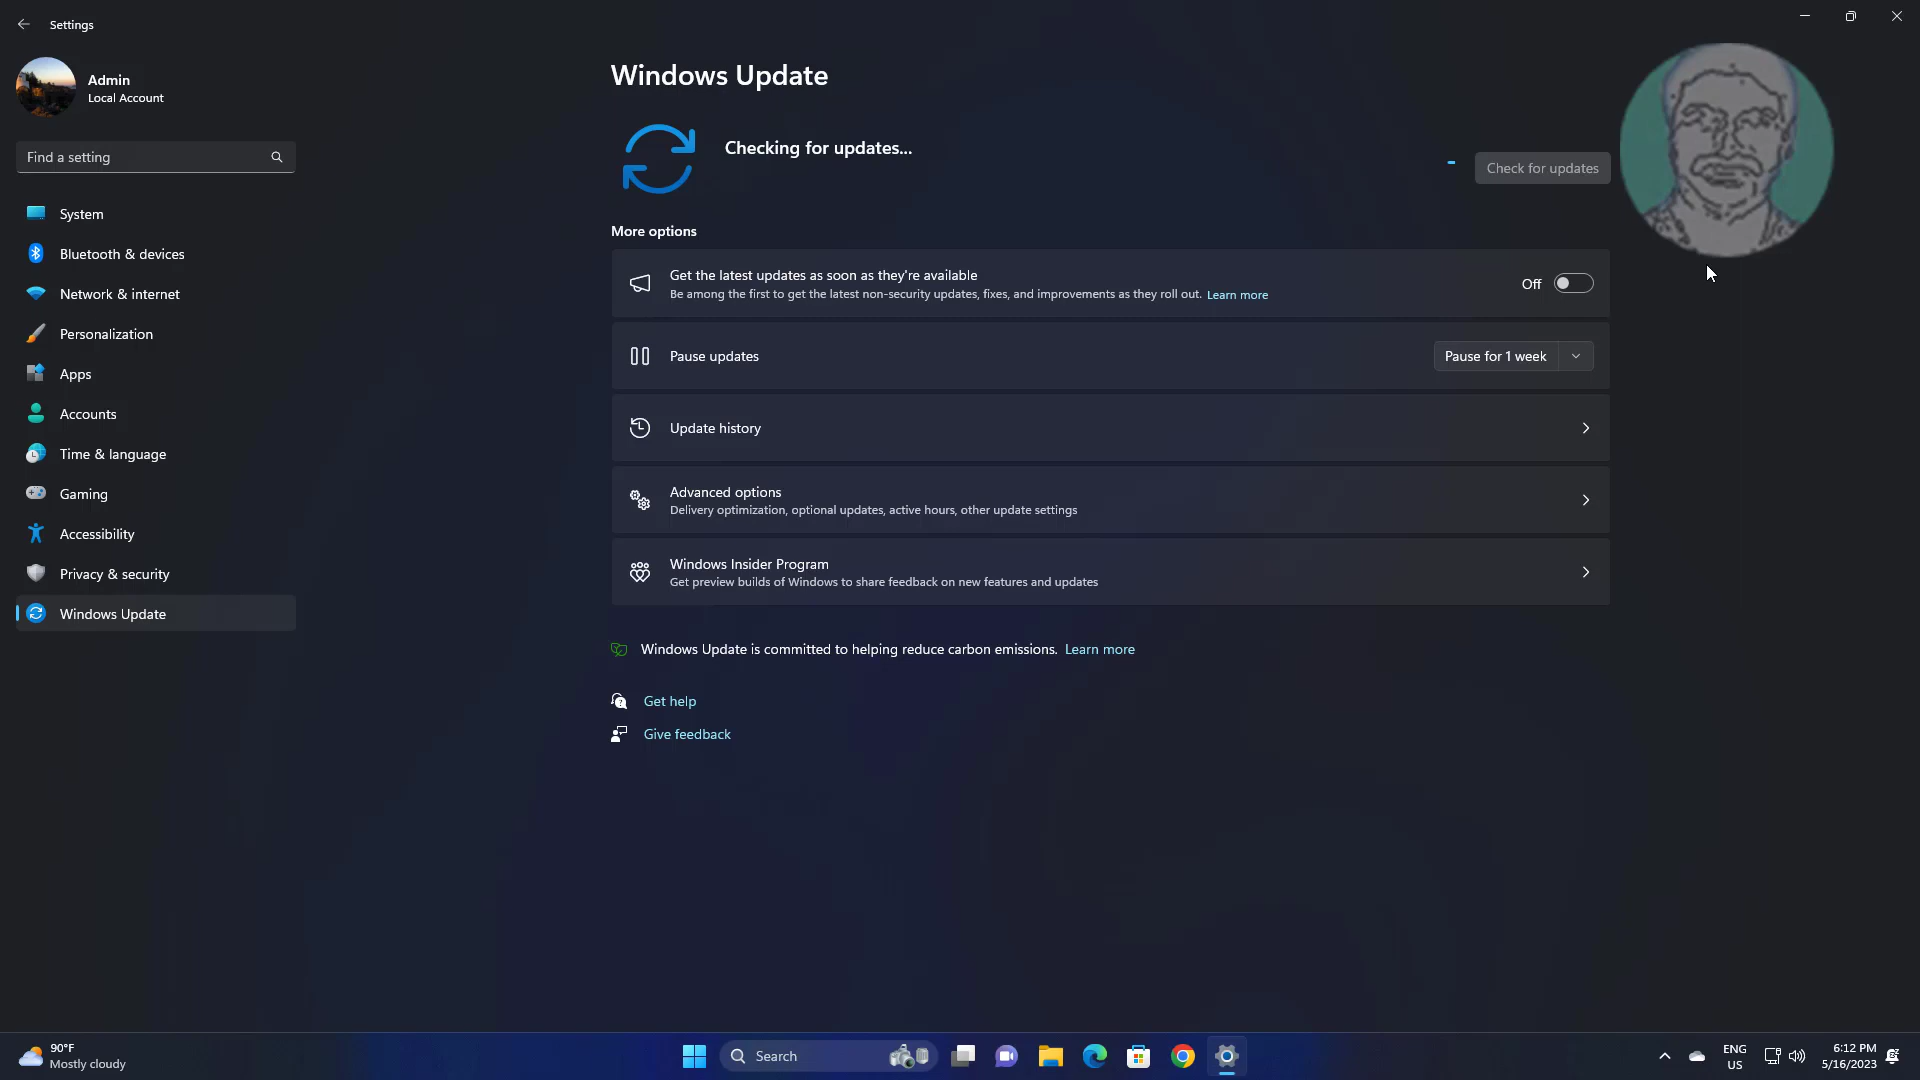 Settings
Admin
Local Account
Find a setting
System
Bluetooth & devices
Network & internet
Personalization
Apps
Accounts
Time & language
Gaming
Accessibility
Privacy & security
Windows Update
Windows Update
Checking for updates...
Check for updates
More options
Get the latest updates as soon as they're available
Be among the first to get the latest non-security updates, fixes, and improvements as they roll out. Learn more
Off
Pause updates
Pause for 1 week
Update history
Advanced options
Delivery optimization, optional updates, active hours, other update settings
Windows Insider Program
Get preview builds of Windows to share feedback on new features and updates
Windows Update is committed to helping reduce carbon emissions. Learn more
Get help
Give feedback
90°F
Mostly cloudy
Search
ENG
US
6:12 PM
5/16/2023